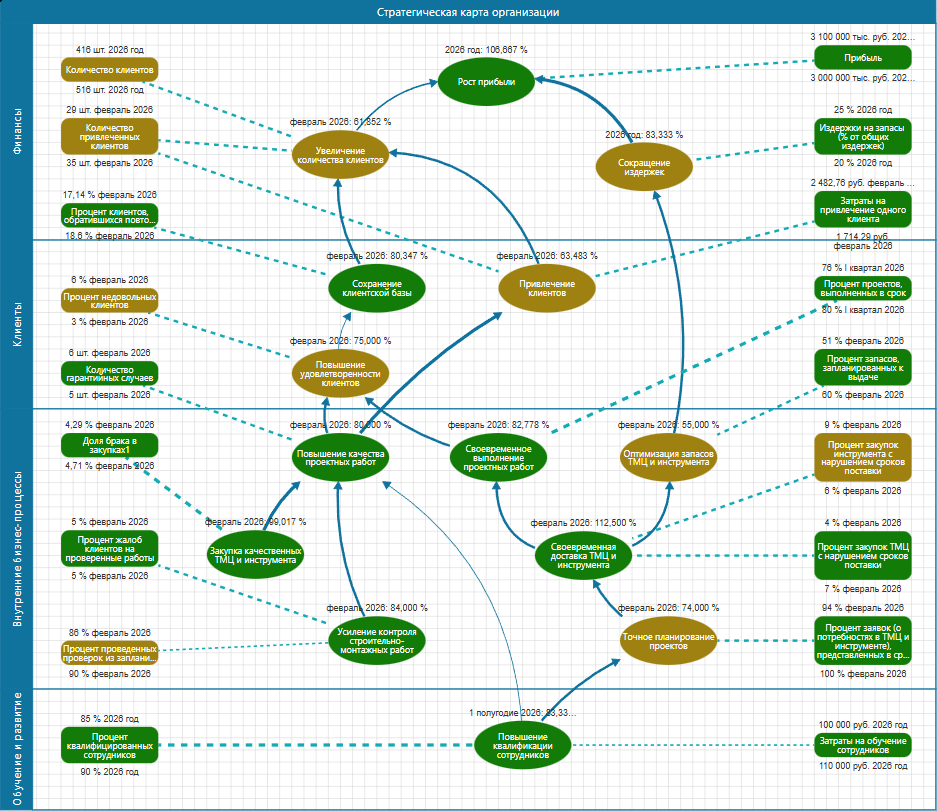 Стратегическая карта организации
Финансы
416 шт. 2026 год
Количество клиентов
516 шт. 2026 год
29 шт. февраль 2026
Количество
привлеченных
клиентов
35 шт. февраль 2026
17,14 % февраль 2026
Процент клиентов,
обратившихся повто...
18,6 % февраль 2026
2026 год: 106,667 %
Рост прибыли
февраль 2026: 61,852 %
Увеличение
количества клиентов
2026 год: 83,333 %
Сокращение
издержек
3 100 000 тыс. руб. 202...
Прибыль
3 000 000 тыс. руб. 202...
25 % 2026 год
Издержки на запасы
(% от общих
издержек)
20 % 2026 год
2 482,76 руб. февраль ...
Затраты на
привлечение одного
клиента
1 714,29 руб.
февраль 2026
Клиенты
6 % февраль 2026
Процент недовольных
клиентов
3 % февраль 2026
6 шт. февраль 2026
Количество
гарантийных случаев
5 шт. февраль 2026
февраль 2026: 80,347 %
Сохранение
клиентской базы
февраль 2026: 63,483 %
Привлечение
клиентов
февраль 2026: 75,000 %
Повышение
удовлетворенности
клиентов
76 % I квартал 2026
Процент проектов,
выполненных в срок
80 % I квартал 2026
51 % февраль 2026
Процент запасов,
запланированных к
выдаче
60 % февраль 2026
Внутренние бизнес-процессы
4,29 % февраль 2026
Доля брака в
закупках1
4,71 % февраль 2026
5 % февраль 2026
Процент жалоб
клиентов на
проверенные работы
5 % февраль 2026
86 % февраль 2026
Процент проведенных
проверок из заплани...
90 % февраль 2026
февраль 2026: 80,000 %
Повышение качества
проектных работ
февраль 2026: 82,778 %
Своевременное
выполнение
проектных работ
февраль 2026: 55,000 %
Оптимизация запасов
ТМЦ и инструмента
февраль 2026: 99,017 %
Закупка качественных
ТМЦ и инструмента
февраль 2026: 112,500 %
Своевременная
доставка ТМЦ и
инструмента
февраль 2026: 84,000 %
Усиление контроля
строительно-
монтажных работ
февраль 2026: 74,000 %
Точное планирование
проектов
9 % февраль 2026
Процент закупок
инструмента с
нарушением сроков
поставки
6 % февраль 2026
4 % февраль 2026
Процент закупок ТМЦ
с нарушением сроков
поставки
7 % февраль 2026
94 % февраль 2026
Процент заявок (о
потребностях в ТМЦ и
инструменте),
представленных в ср...
100 % февраль 2026
Обучение и развитие
85 % 2026 год
Процент
квалифицированных
сотрудников
90 % 2026 год
1 полугодие 2026: 83,33...
Повышение
квалификации
сотрудников
100 000 руб. 2026 год
Затраты на обучение
сотрудников
110 000 руб. 2026 год